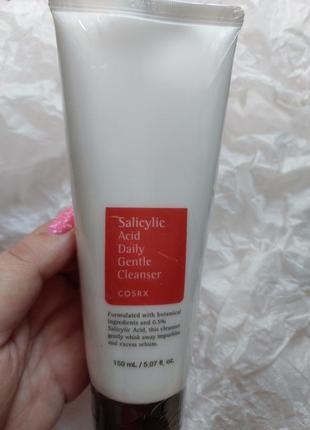 Salicylic
Acid
Daily
Gentle
Cleanser
COSRX
Formulated with botanical
ingredients and 0.5%
Salicylic Acid, this cleanser
gently whisk away impurities
and excess sebum.
150 mL / 5.07 fl. oz.